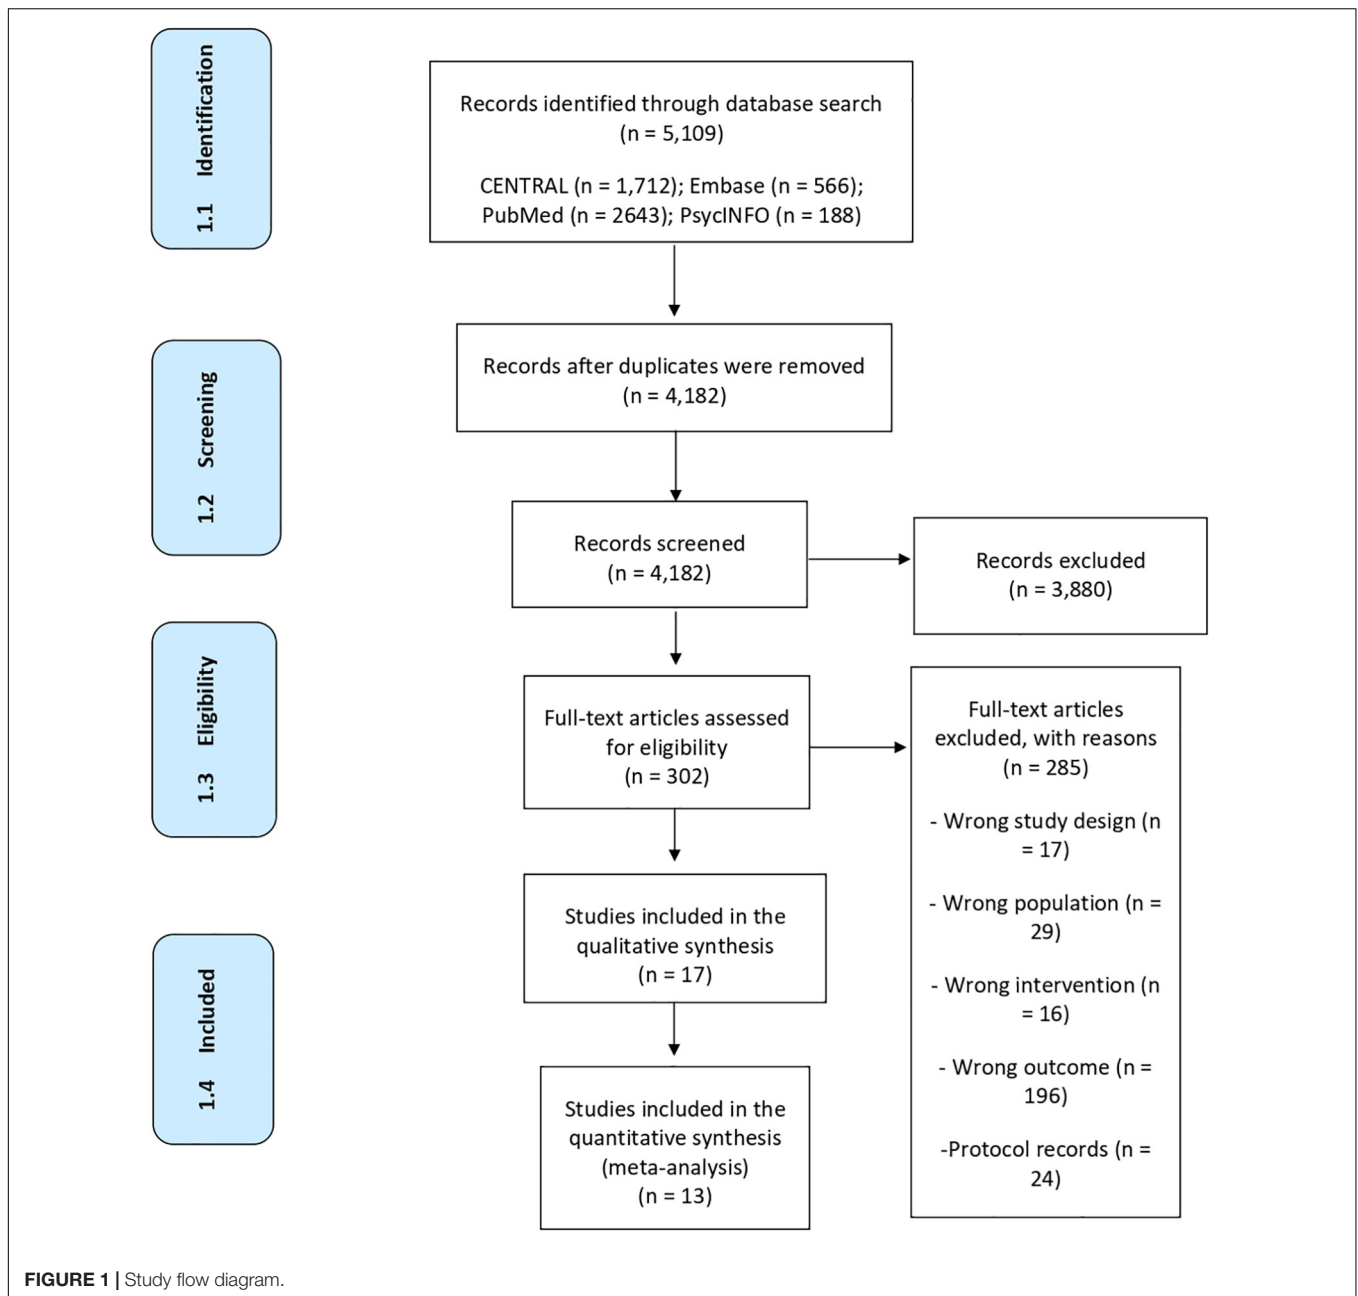 1.1 Identification
Records identified through database search
(n = 5,109)
CENTRAL (n = 1,712); Embase (n = 566);
PubMed (n = 2643); PsycINFO (n = 188)
1.2 Screening
Records after duplicates were removed
(n = 4,182)
Records screened
(n = 4,182)
Records excluded
(n = 3,880)
1.3 Eligibility
Full-text articles assessed
for eligibility
(n = 302)
Full-text articles
excluded, with reasons
(n = 285)
- Wrong study design (n
= 17)
- Wrong population (n =
29)
- Wrong intervention (n
= 16)
- Wrong outcome (n =
196)
-Protocol records (n =
24)
1.4 Included
Studies included in the
qualitative synthesis
(n = 17)
Studies included in the
quantitative synthesis
(meta-analysis)
(n = 13)
FIGURE 1 | Study flow diagram.